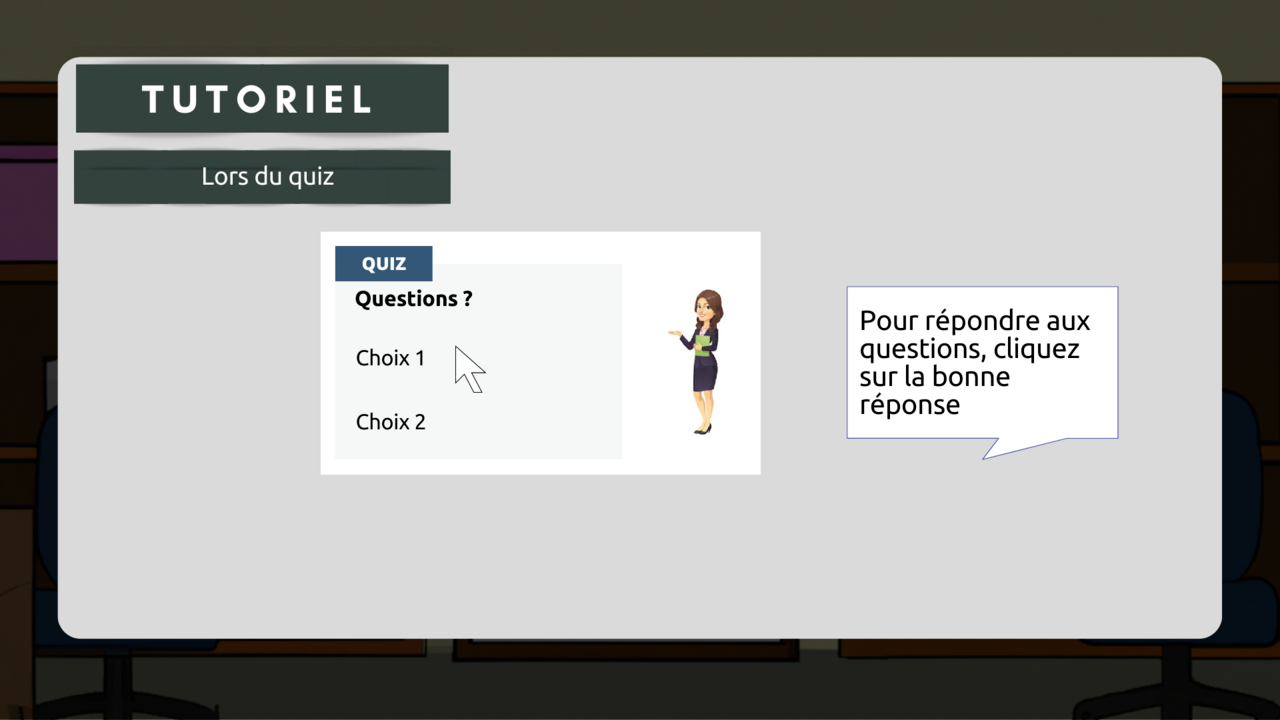 TUTORIEL
Lors du quiz
QUIZ
Questions ?
Choix 1
Choix 2
Pour répondre aux
questions, cliquez
sur la bonne
réponse